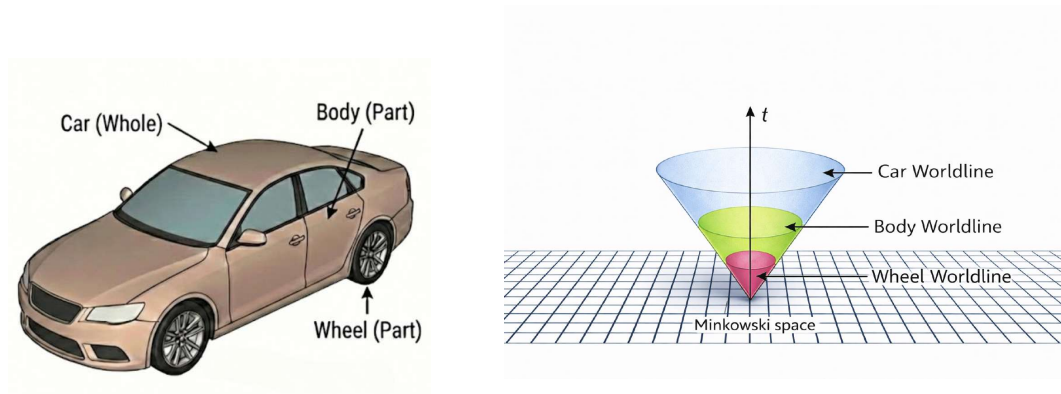 Car (Whole)
Body (Part)
Wheel (Part)
t
Car Worldline
Body Worldline
Wheel Worldline
Minkowski space